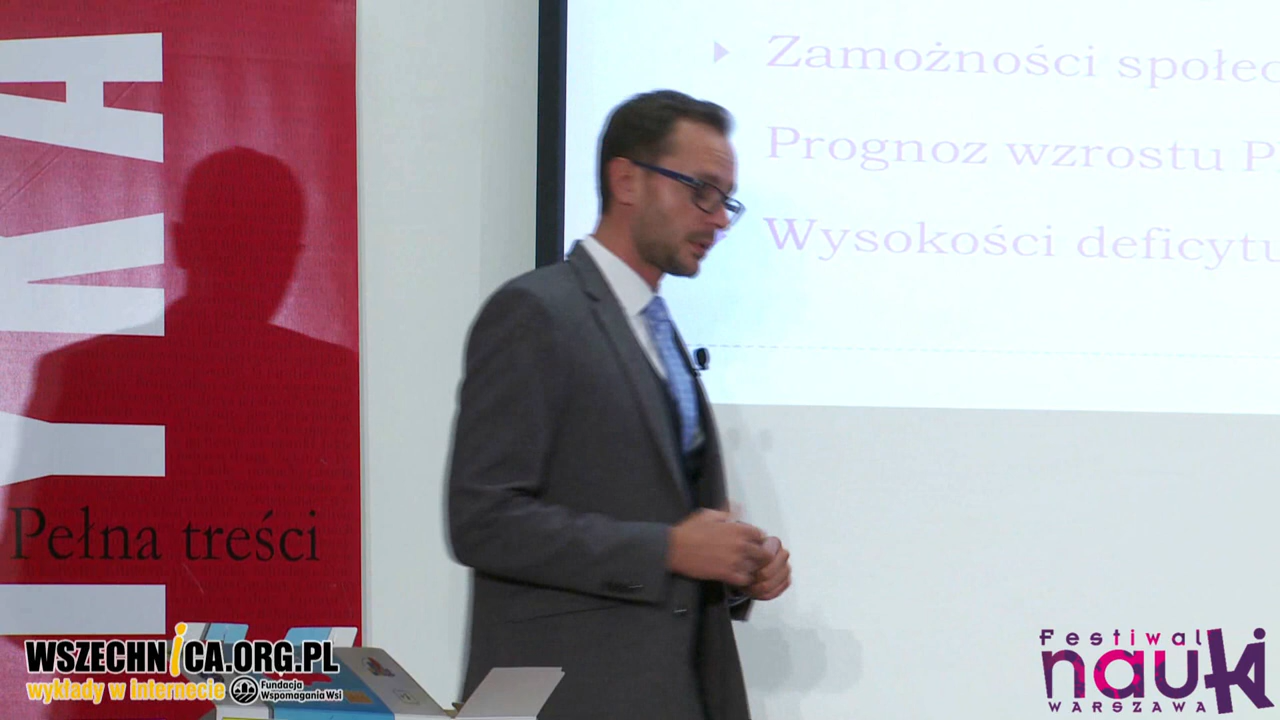 Zamożności społec
Prognoz wzrostu P
Wysokości deficytu
YKA
Pełna treści
WSZECHNICA.ORG.PL
wykłady w internecie
Fundacja
Wspomagania Wsi
Festiwal
nauki
WARSZAWA